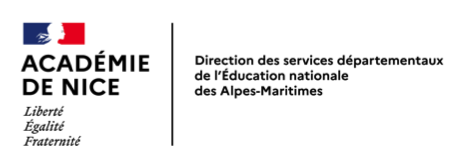 ACADÉMIE
DE NICE
Liberté
Égalité
Fraternité
Direction des services départementaux
de l'Éducation nationale
des Alpes-Maritimes